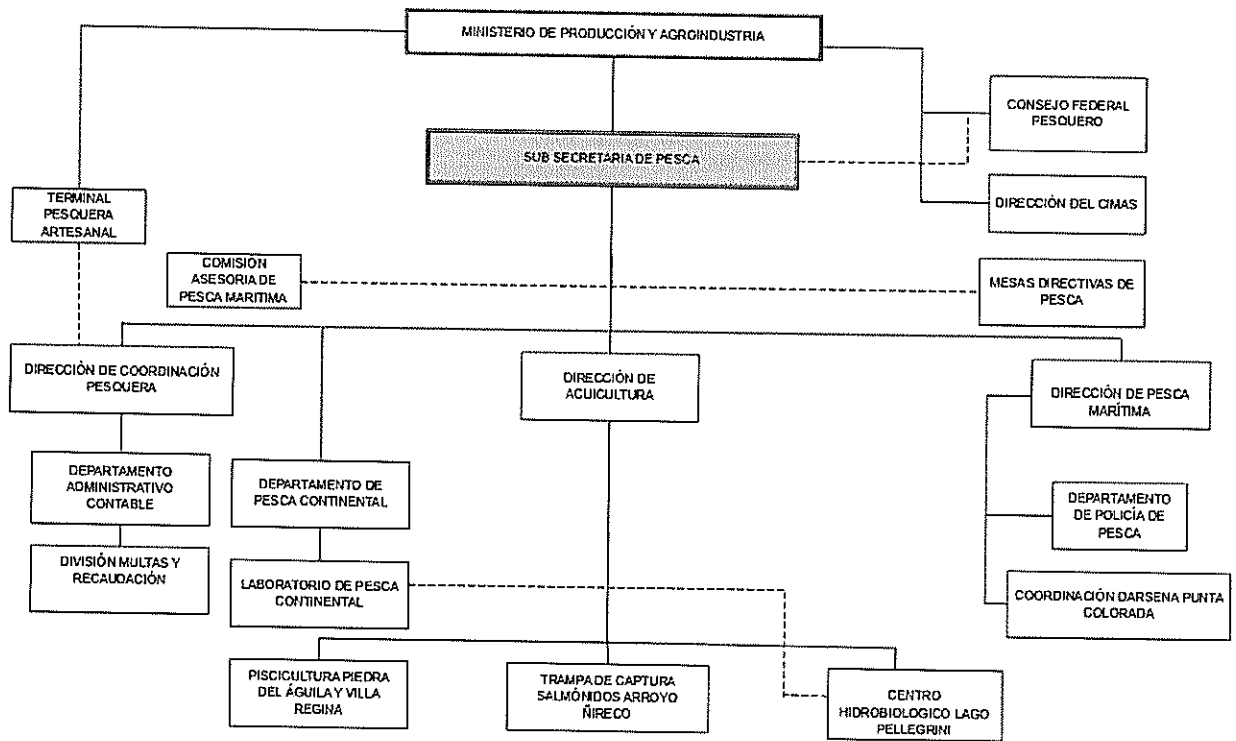 MINISTERIO DE PRODUCCIÓN Y AGROINDUSTRIA
CONSEJO FEDERAL
PESQUERO
SUB SECRETARIA DE PESCA
TERMINAL
PESQUERA
ARTESANAL
DIRECCIÓN DEL CIMAS
COMISIÓN
ASESORIA DE
PESCA MARITIMA
MESAS DIRECTIVAS DE
PESCA
DIRECCIÓN DE COORDINACIÓN
PESQUERA
DIRECCIÓN DE
ACUICULTURA
DIRECCIÓN DE PESCA
MARÍTIMA
DEPARTAMENTO
ADMINISTRATIVO
CONTABLE
DEPARTAMENTO DE
PESCA CONTINENTAL
DEPARTAMENTO
DE POLICÍA DE
PESCA
DIVISIÓN MULTAS Y
RECAUDACIÓN
LABORATORIO DE PESCA
CONTINENTAL
COORDINACIÓN DARSENA PUNTA
COLORADA
PISCICULTURA PIEDRA
DEL ÁGUILA Y VILLA
REGINA
TRAMPA DE CAPTURA
SALMÓNIDOS ARROYO
ÑIRECO
CENTRO
HIDROBIOLOGICO LAGO
PELLEGRINI